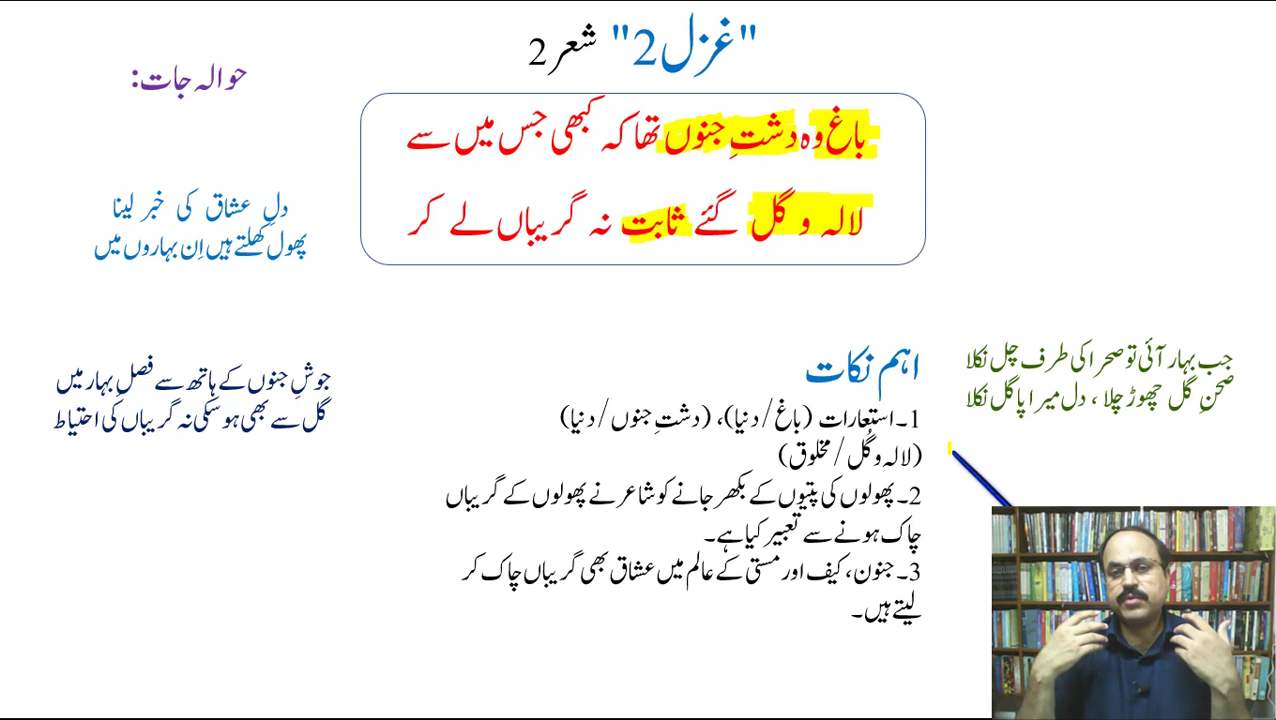 "غزل 2" شعر 2
حوالہ جات:
باغ وہ دشتِ جنوں تھا کہ کبھی جس میں سے
لالہ و گل گئے ثابت نہ گریباں لے کر
دلِ عشاق کی خبر لینا
پھول کھلتے ہیں اِن بہاروں میں
جب بہار آئی تو صحرا کی طرف چل نکلا
صحنِ گل چھوڑ چلا ، دل میرا پاگل نکلا
جوشِ جنوں کے ہاتھ سے فصلِ بہار میں
گل سے بھی ہو سکی نہ گریباں کی احتیاط
اہم نکات
1۔ استعارات (باغ/دنیا)، (دشتِ جنوں/دنیا)
(لالہ و گُل/مخلوق)
2۔ پھولوں کی پتیوں کے بکھر جانے کو شاعر نے پھولوں کے گریباں
چاک ہونے سے تعبیر کیا ہے۔
3۔ جنون، کیف اور مستی کے عالم میں عشاق بھی گریباں چاک کر
لیتے ہیں۔